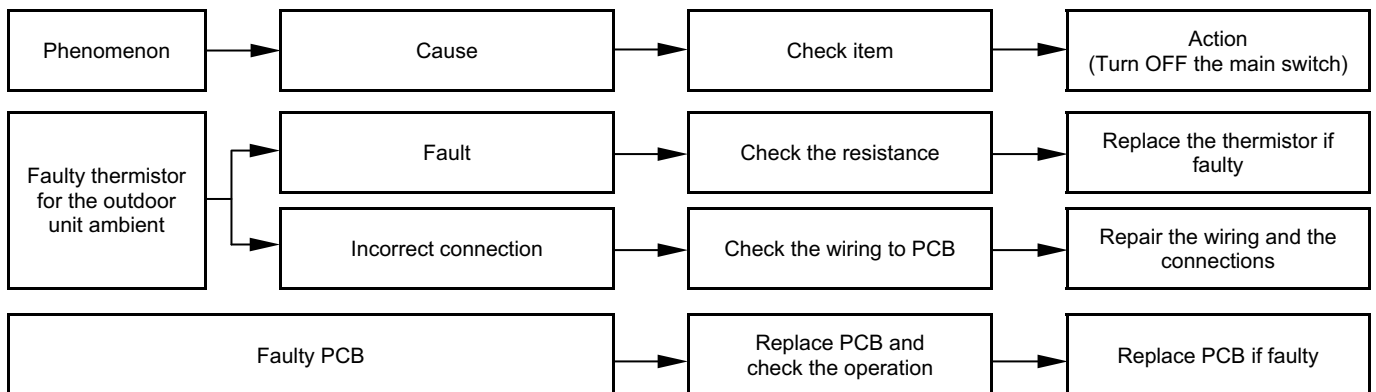 Phenomenon
Cause
Check item
Action
(Turn OFF the main switch)
Faulty thermistor
for the outdoor
unit ambient
Fault
Check the resistance
Replace the thermistor if
faulty
Incorrect connection
Check the wiring to PCB
Repair the wiring and the
connections
Faulty PCB
Replace PCB and
check the operation
Replace PCB if faulty